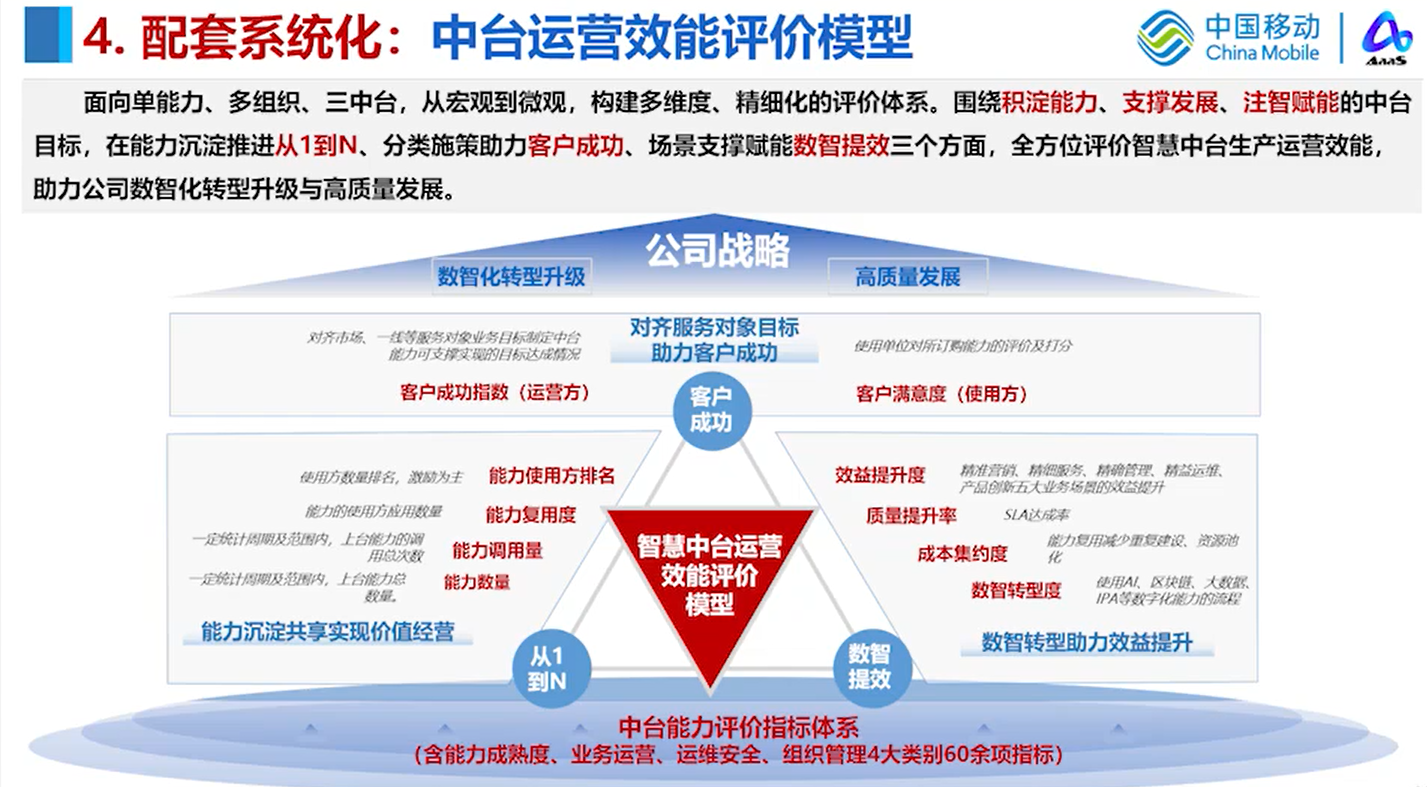 4. 配套系统化：中台运营效能评价模型
中国移动
China Mobile
AaaS
面向单能力、多组织、三中台，从宏观到微观，构建多维度、精细化的评价体系。围绕积淀能力、支撑发展、注智赋能的中台
目标，在能力沉淀推进从1到N、分类施策助力客户成功、场景支撑赋能数智提效三个方面，全方位评价智慧中台生产运营效能，
助力公司数智化转型升级与高质量发展。
公司战略
数智化转型升级
高质量发展
对齐服务对象目标
助力客户成功
对齐市场、一线等服务对象业务目标制定中台
能力可支撑实现的目标达成情况
客户成功指数（运营方）
使用单位对所订购能力的评价及打分
客户满意度（使用方）
客户
成功
使用方数量排名，激励为主
能力使用方排名
能力的使用方应用数量
能力复用度
一定统计周期及范围内，上台能力的调
用总次数
能力调用量
一定统计周期及范围内，上台能力总
数量。
能力数量
能力沉淀共享实现价值经营
效益提升度
精准营销、精细服务、精确管理、精益运维、
产品创新五大业务场景的效益提升
质量提升率
SLA达成率
成本集约度
能力复用减少重复建设、资源池
化
数智转型度
使用AI、区块链、大数据、
IPA等数字化能力的流程
数智转型助力效益提升
智慧中台运营
效能评价
模型
从1
到N
数智
提效
中台能力评价指标体系
（含能力成熟度、业务运营、运维安全、组织管理4大类别60余项指标）